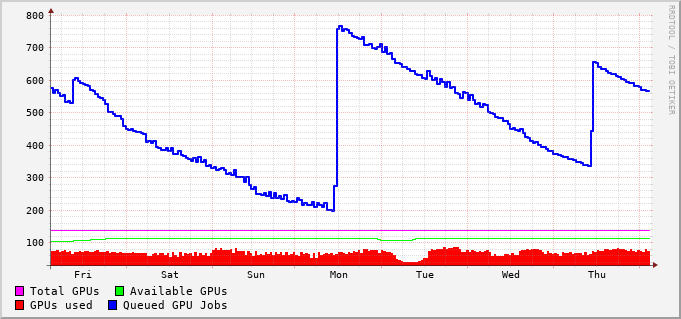 800
700
600
500
400
300
200
100
Fri Sat Sun Mon Tue Wed Thu
Total GPUs Available GPUs
GPUs used Queued GPU Jobs
RRDTOOL / TOBI OETIKER